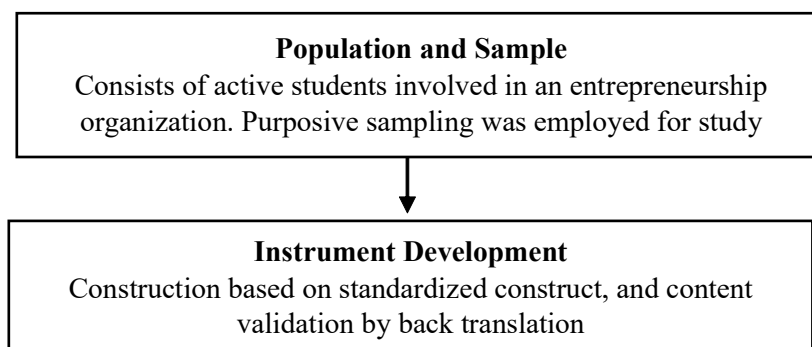 Population and Sample
Consists of active students involved in an entrepreneurship
organization. Purposive sampling was employed for study
Instrument Development
Construction based on standardized construct, and content
validation by back translation